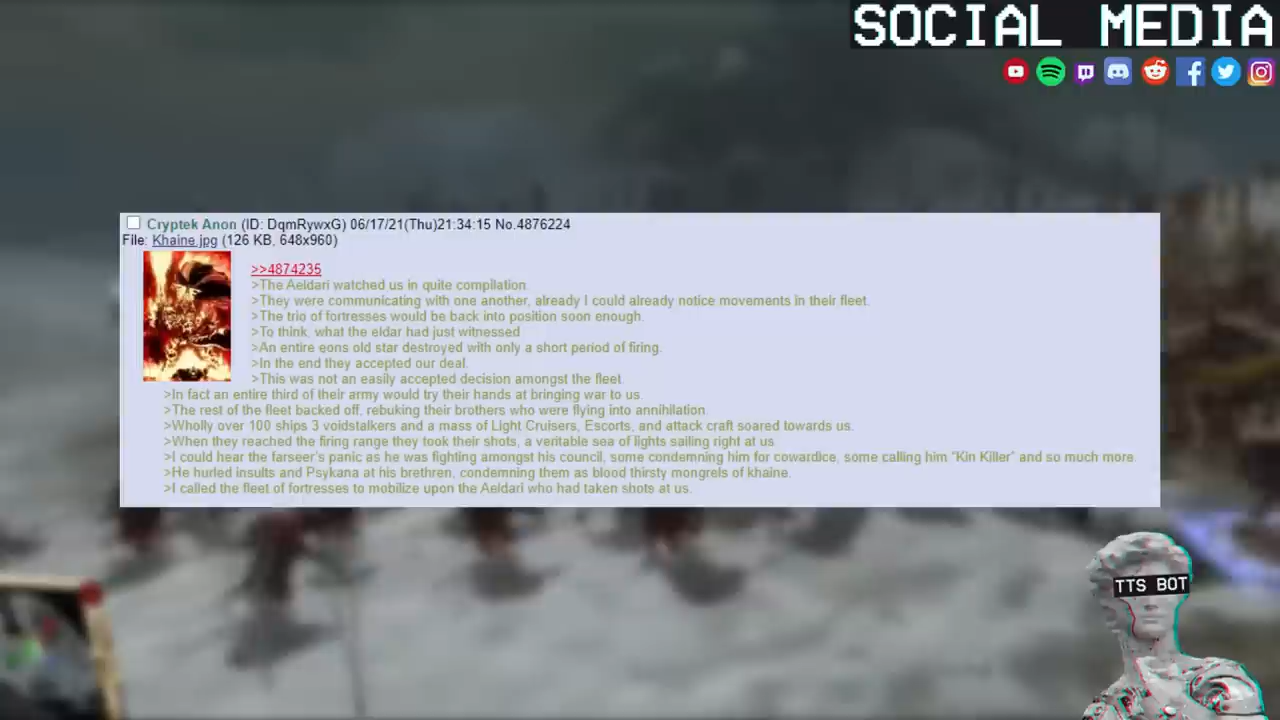 SOCIAL MEDIA
Cryptek Anon (ID: DqmRywxG) 06/17/21(Thu)21:34:15 No.4876224
File: Khaine.jpg (126 KB, 648x960)
>>4874235
>The Aeldari watched us in quite compilation
>They were communicating with one another, already I could already notice movements in their fleet.
>The trio of fortresses would be back into position soon enough.
>To think, what the eldar had just witnessed
>An entire eons old star destroyed with only a short period of firing.
>In the end they accepted our deal.
>This was not an easily accepted decision amongst the fleet
>In fact an entire third of their army would try their hands at bringing war to us.
>The rest of the fleet backed off, rebuking their brothers who were flying into annihilation.
>Wholly over 100 ships 3 voidstalkers and a mass of Light Cruisers, Escorts, and attack craft soared towards us.
>When they reached the firing range they took their shots, a veritable sea of lights sailing right at us
>I could hear the farseer's panic as he was fighting amongst his council, some condemning him for cowardice, some calling him “Kin Killer” and so much more.
>He hurled insults and Psykana at his brethren, condemning them as blood thirsty mongrels of khaine.
>I called the fleet of fortresses to mobilize upon the Aeldari who had taken shots at us.
TTS BOT